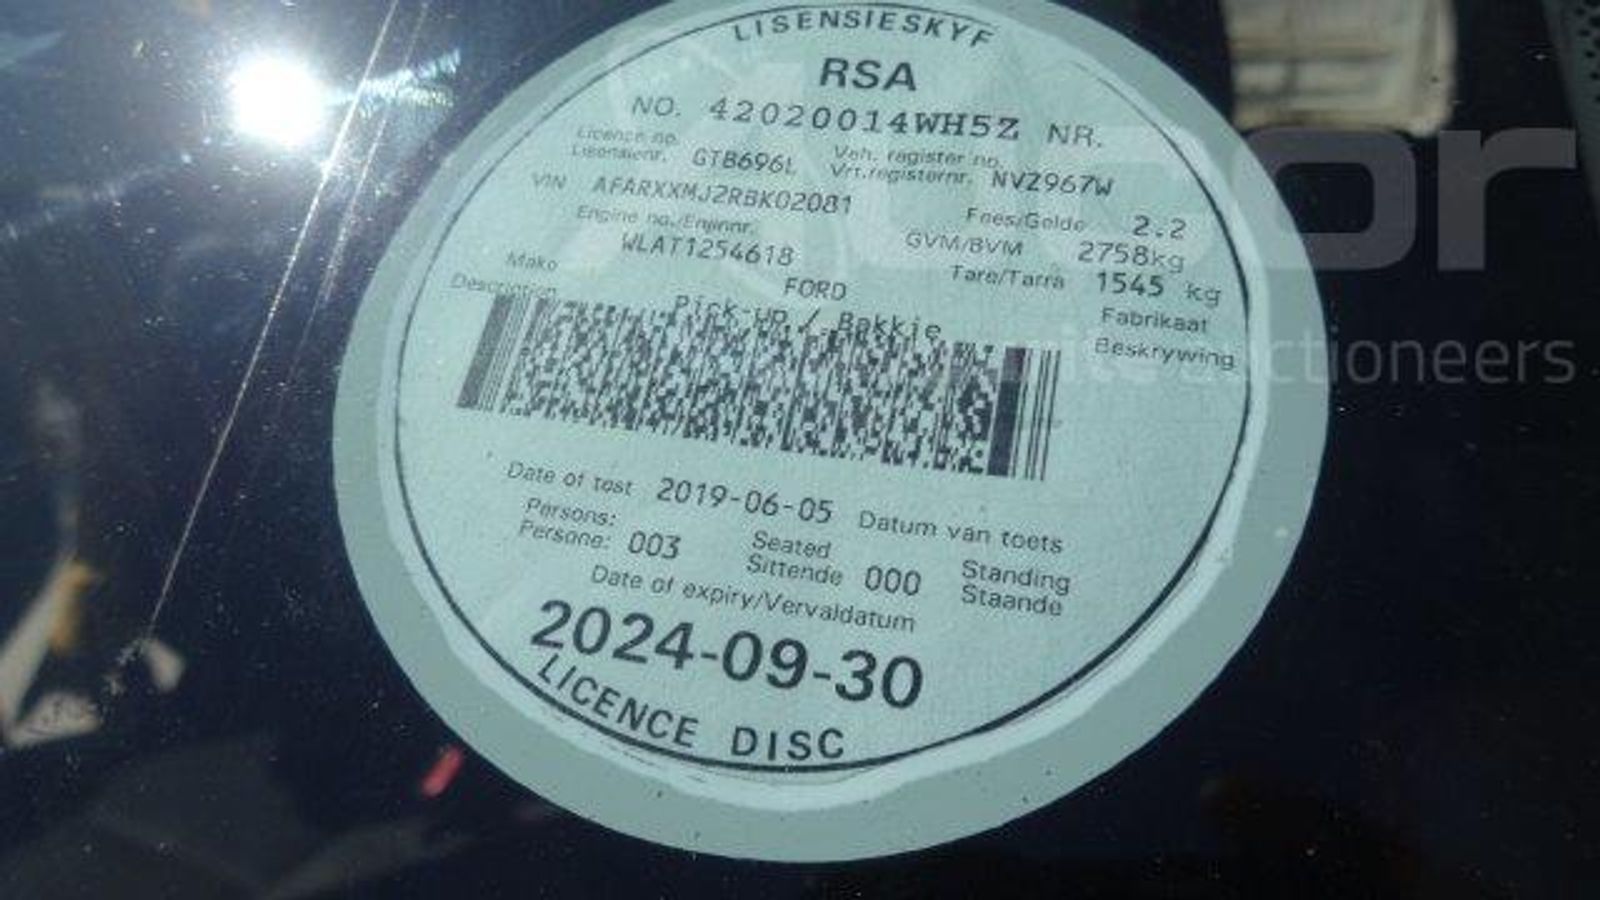 LISENSIESKYF
RSA
NO. 42020014WH5Z NR.
Licence no. Veh. register no.
Lisensienr. GTB696L Vrt.registernr. NVZ967W
VIN AFARXXMJ2RBK02081 Fees/Gelde 2.2
Engine no./Enjinnr. GVM/BVM 2758kg
WLAT1254618 Tare/Tarra 1545 kg
Make FORD Fabrikaat
Description Pick-up / Bakkie Beskrywing
Date of test 2019-06-05 Datum van toets
Persons: Seated Standing
Persone: 003 Sittende 000 Staande
Date of expiry/Vervaldatum
2024-09-30
LICENCE DISC